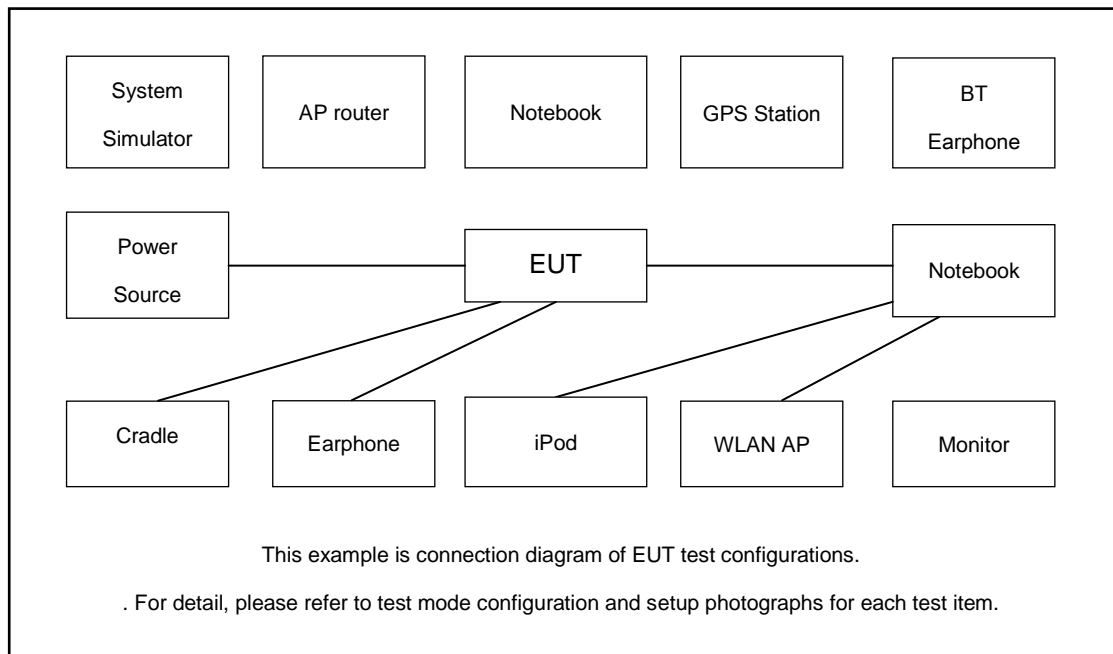 System
Simulator
AP router
Notebook
GPS Station
BT
Earphone
Power
Source
EUT
Notebook
Cradle
Earphone
iPod
WLAN AP
Monitor
This example is connection diagram of EUT test configurations.
. For detail, please refer to test mode configuration and setup photographs for each test item.